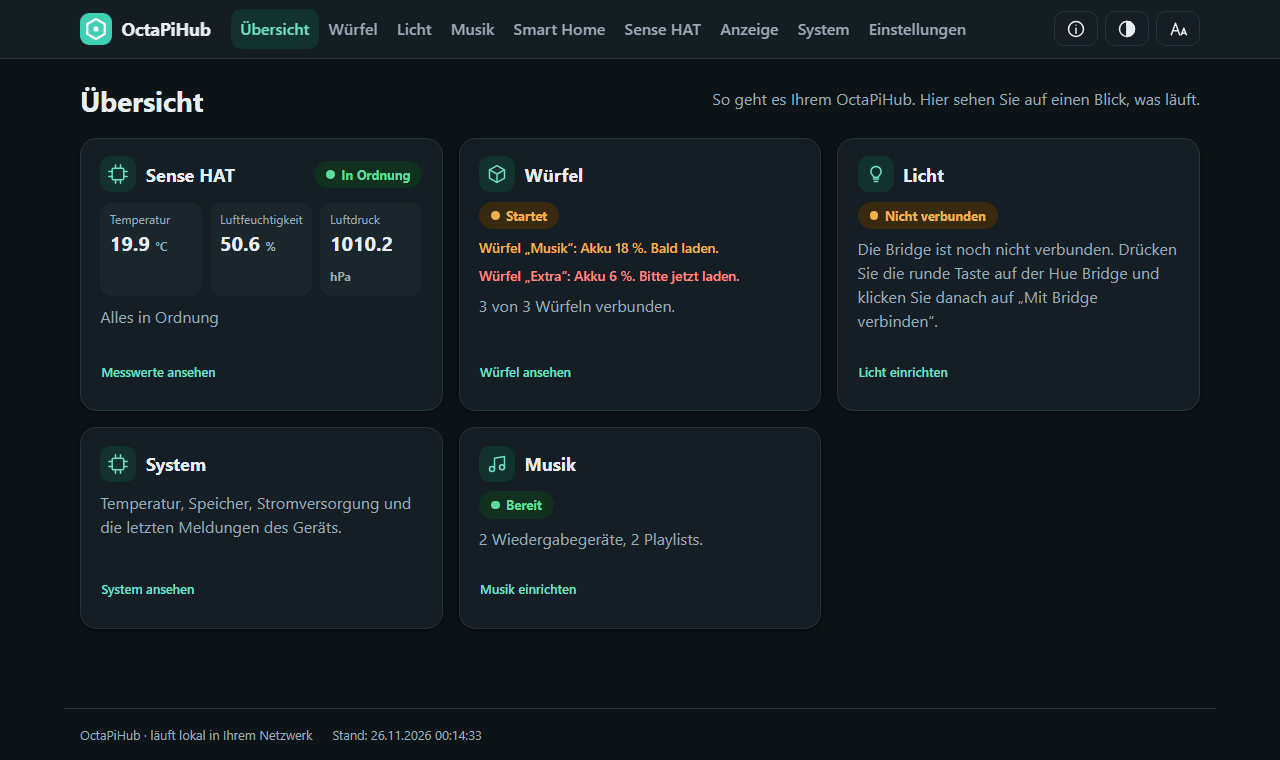 OctaPiHub Übersicht Würfel Licht Musik Smart Home Sense HAT Anzeige System Einstellungen
Übersicht
So geht es Ihrem OctaPiHub. Hier sehen Sie auf einen Blick, was läuft.
Sense HAT
In Ordnung
Temperatur
19.9 °C
Luftfeuchtigkeit
50.6 %
Luftdruck
1010.2
hPa
Alles in Ordnung
Messwerte ansehen
Würfel
Startet
Würfel „Musik“: Akku 18 %. Bald laden.
Würfel „Extra“: Akku 6 %. Bitte jetzt laden.
3 von 3 Würfeln verbunden.
Würfel ansehen
Licht
Nicht verbunden
Die Bridge ist noch nicht verbunden. Drücken
Sie die runde Taste auf der Hue Bridge und
klicken Sie danach auf „Mit Bridge
verbinden“.
Licht einrichten
System
Temperatur, Speicher, Stromversorgung und
die letzten Meldungen des Geräts.
System ansehen
Musik
Bereit
2 Wiedergabegeräte, 2 Playlists.
Musik einrichten
OctaPiHub · läuft lokal in Ihrem Netzwerk Stand: 26.11.2026 00:14:33